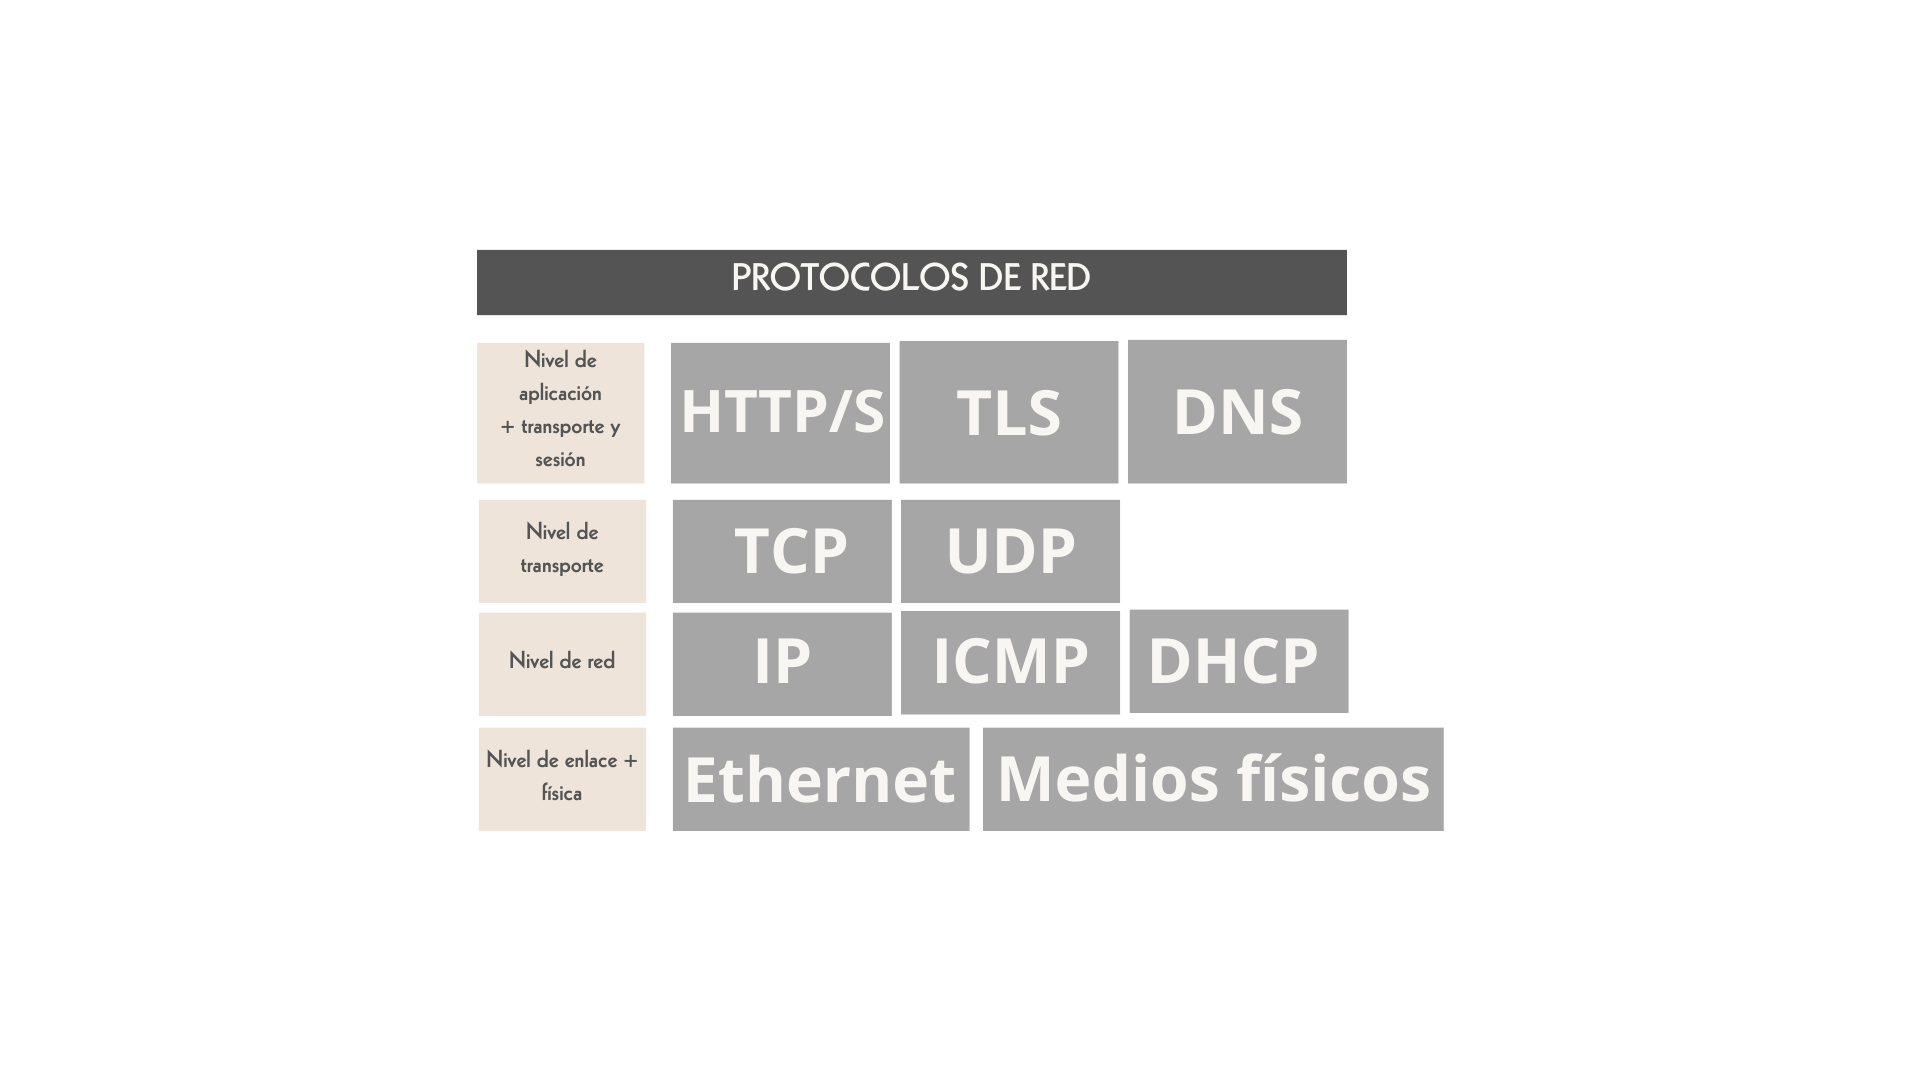 PROTOCOLOS DE RED
Nivel de
aplicación
+ transporte y
sesión
HTTP/S
TLS
DNS
Nivel de
transporte
TCP
UDP
Nivel de red
IP
ICMP
DHCP
Nivel de enlace +
física
Ethernet
Medios físicos